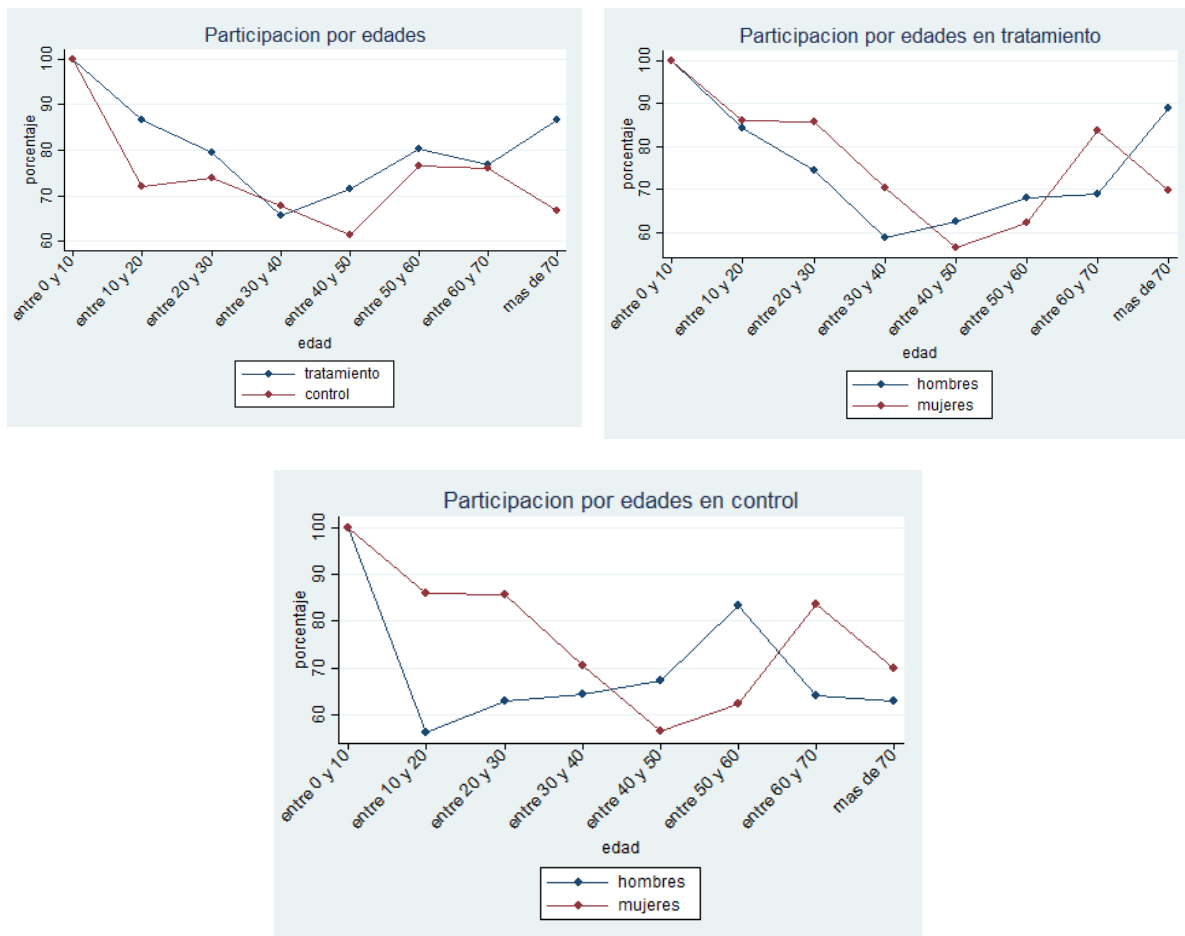 Participacion por edades
porcentaje
100
90
80
70
60
entre 0 y 10
entre 10 y 20
entre 20 y 30
entre 30 y 40
entre 40 y 50
entre 50 y 60
entre 60 y 70
mas de 70
edad
tratamiento
control
Participacion por edades en tratamiento
porcentaje
100
90
80
70
60
entre 0 y 10
entre 10 y 20
entre 20 y 30
entre 30 y 40
entre 40 y 50
entre 50 y 60
entre 60 y 70
mas de 70
edad
hombres
mujeres
Participacion por edades en control
porcentaje
100
90
80
70
60
entre 0 y 10
entre 10 y 20
entre 20 y 30
entre 30 y 40
entre 40 y 50
entre 50 y 60
entre 60 y 70
mas de 70
edad
hombres
mujeres